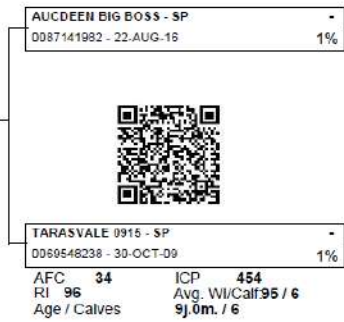 AUCDEEN BIG BOSS - SP -
0087141982 - 22-AUG-16 1%
TARASVALE 0915 - SP -
0069548238 - 30-OCT-09 1%
AFC 34 ICP 454
RI 96 Avg. WI/Calf 95 / 6
Age / Calves 9j.0m. / 6